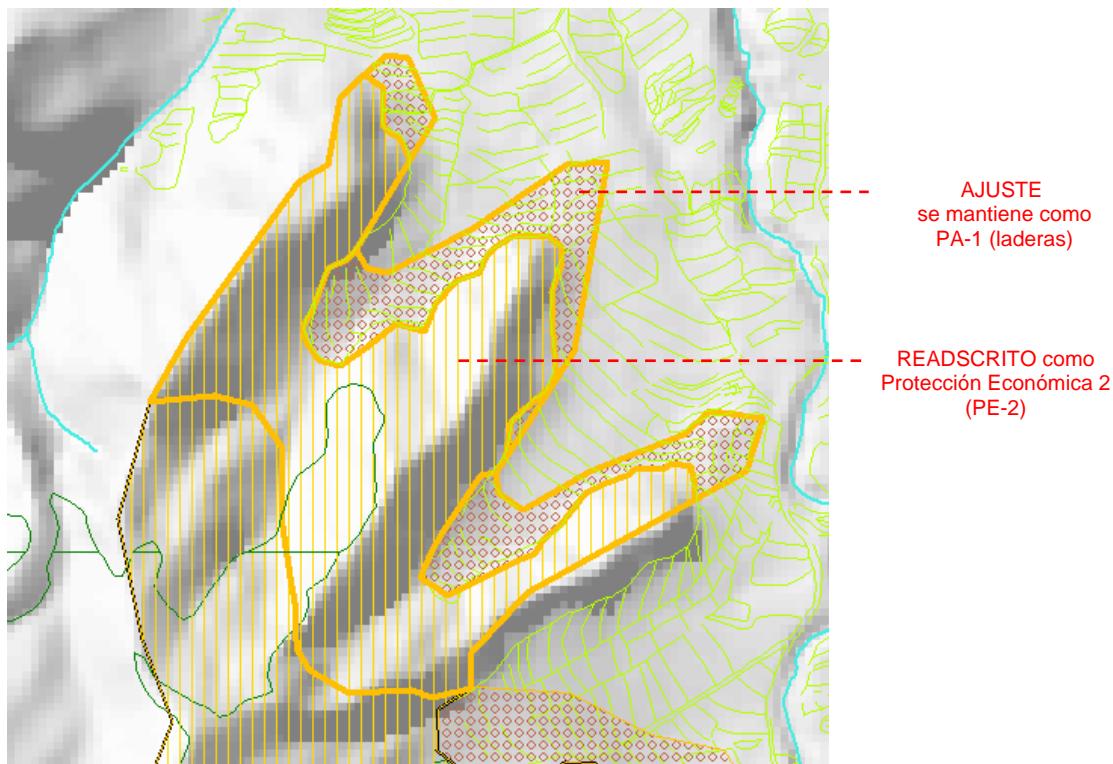 AJUSTE
se mantiene como
PA-1 (laderas)
READSCRITO como
Protección Económica 2
(PE-2)